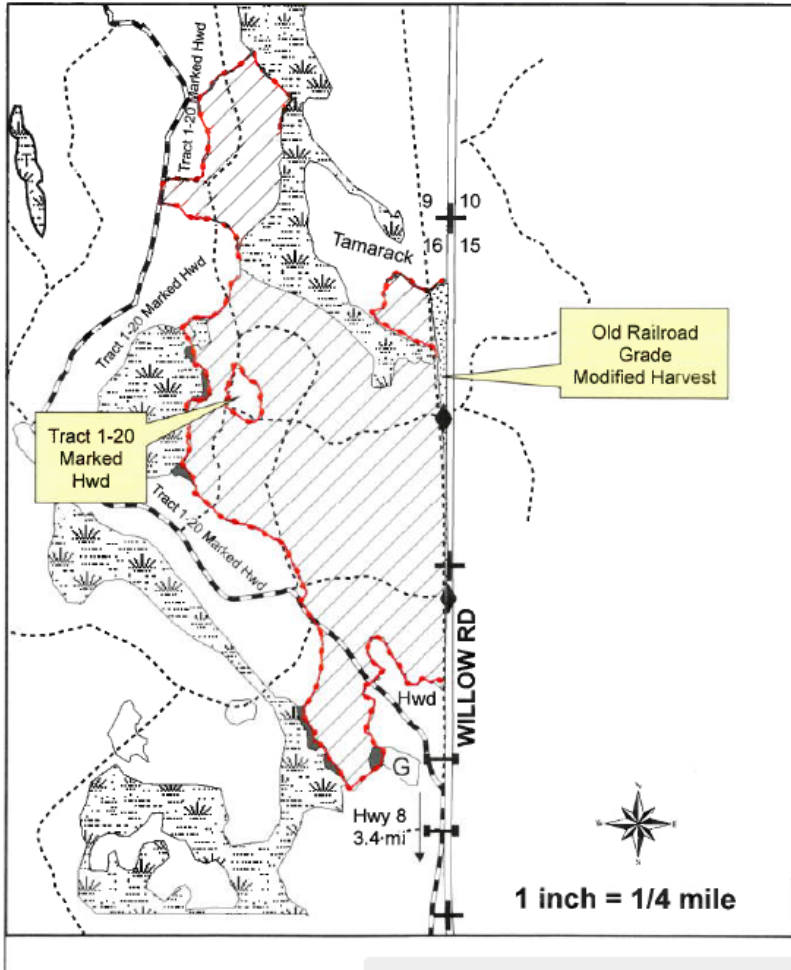 Tract 1-20 Marked Hwd
9
10
16
15
Tamarack
Tract 1-20 Marked Hwd
Old Railroad
Grade
Modified Harvest
Tract 1-20
Marked
Hwd
T
Tract 1-20 Marked Hwd
WILLOW RD
Hwd
G
Hwy 8
3.4 mi
N
W
E
S
1 inch = 1/4 mile